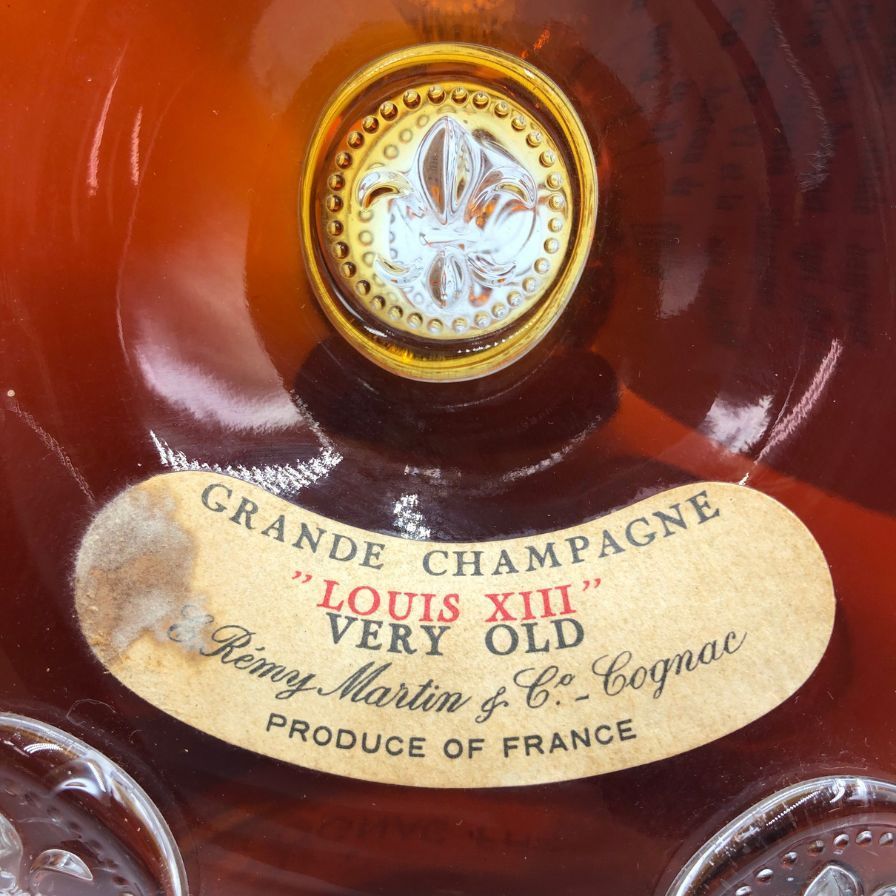 GRANDE CHAMPAGNE
"LOUIS XIII"
VERY OLD
E. Rémy Martin & Cº.- Cognac
PRODUCE OF FRANCE